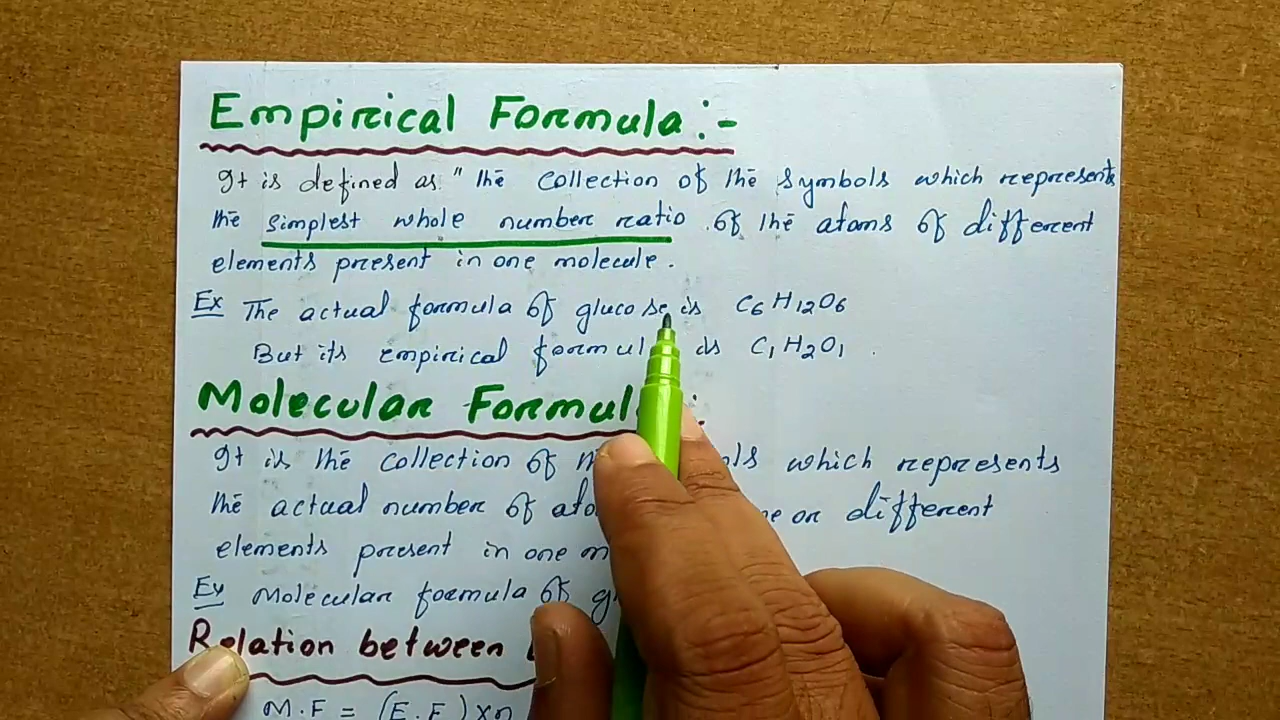 Empirical Formula :-
It is defined as " the collection of the symbols which represents
the simplest whole number ratio of the atoms of different
elements present in one molecule.
Ex The actual formula of glucose is C6H12O6
But its empirical formul is C1H2O1.
Molecular Formul :
It is the collection of which represents
the actual number of or different
elements present in one
Ex Molecular formula of
Relation between
M.F = (E.F) x n